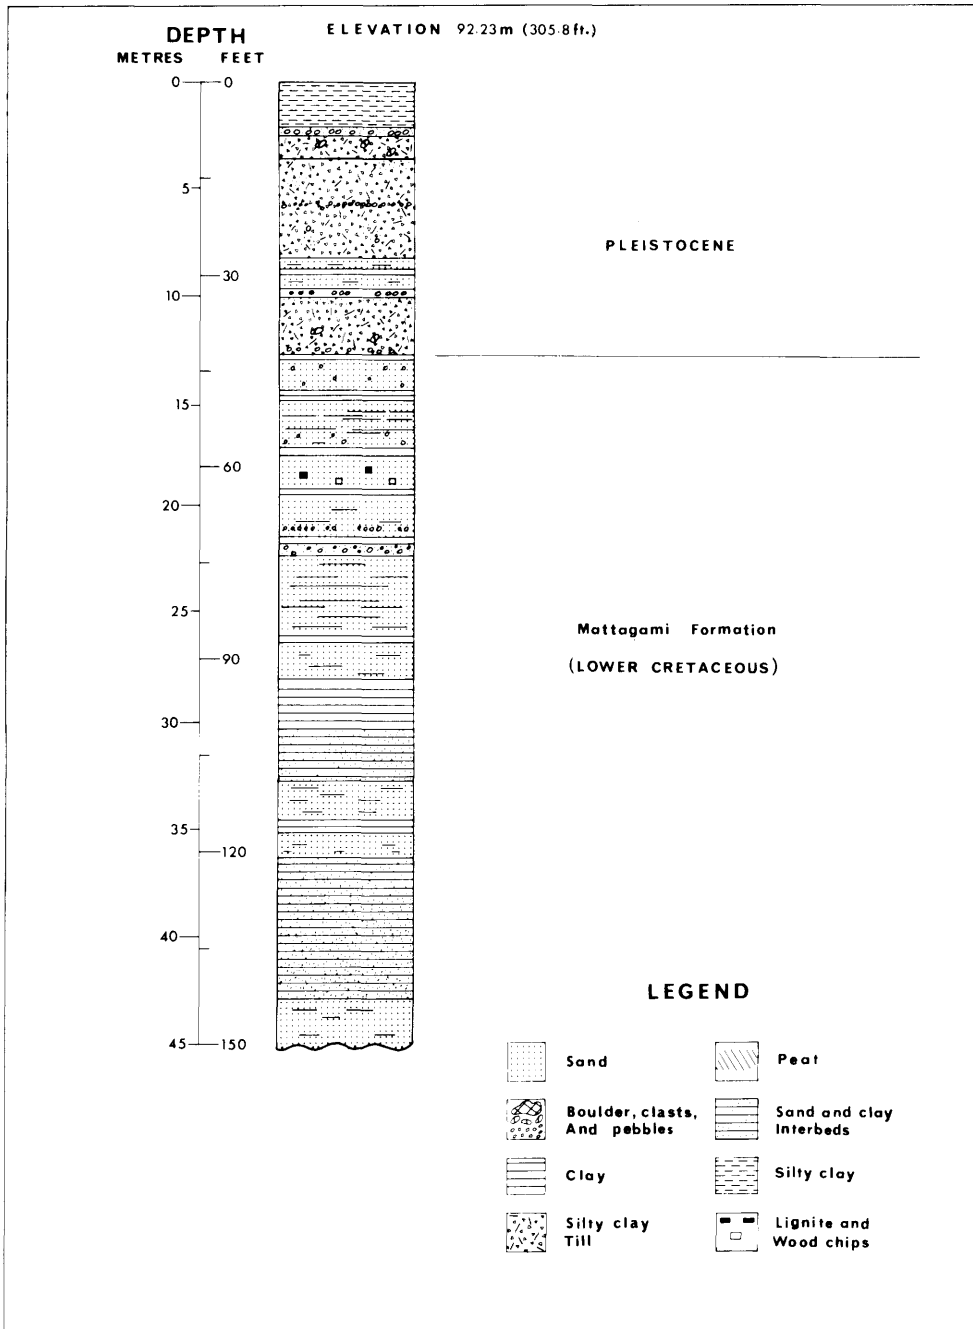 ELEVATION 92.23m (305.8ft.)
DEPTH
METRES FEET
0 0
5
30
10
15
60
20
25
90
30
35
120
40
45 150
PLEISTOCENE
Mattagami Formation
(LOWER CRETACEOUS)
LEGEND
Sand
Peat
Boulder, clasts,
And pebbles
Sand and clay
Interbeds
Clay
Silty clay
Silty clay
Till
Lignite and
Wood chips